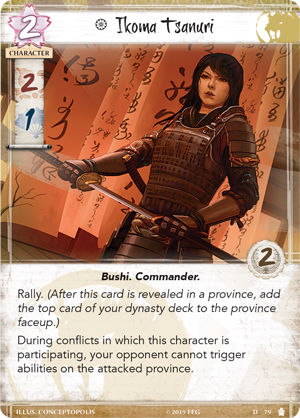 2
Ikoma Tsanuri
CHARACTER
2
1
2
Bushi. Commander.
Rally. (After this card is revealed in a province, add
the top card of your dynasty deck to the province
faceup.)
During conflicts in which this character is
participating, your opponent cannot trigger
abilities on the attacked province.
ILLUS. CONCEPTOPOLIS
©2019 FFG
D 79